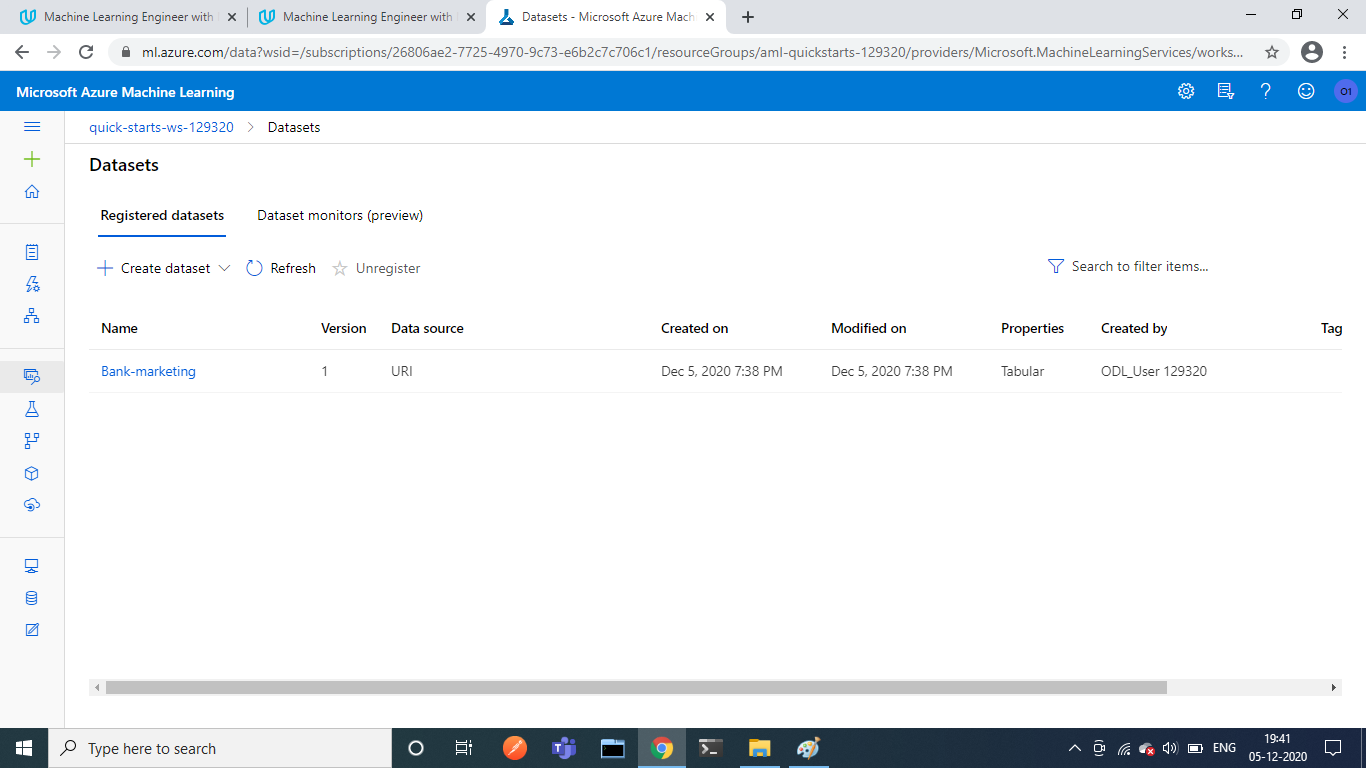 Machine Learning Engineer with
Machine Learning Engineer with
Datasets - Microsoft Azure Mach
ml.azure.com/data?wsid=/subscriptions/26806ae2-7725-4970-9c73-e6b2c7c706c1/resourceGroups/aml-quickstarts-129320/providers/Microsoft.MachineLearningServices/works...
Microsoft Azure Machine Learning
O1
quick-starts-ws-129320 > Datasets
Datasets
Registered datasets Dataset monitors (preview)
Create dataset Refresh Unregister Search to filter items...
Name Version Data source Created on Modified on Properties Created by Tag
Bank-marketing 1 URI Dec 5, 2020 7:38 PM Dec 5, 2020 7:38 PM Tabular ODL_User 129320
Type here to search
ENG
19:41
05-12-2020